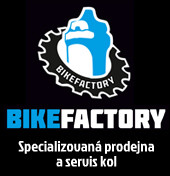 BIKEFACTORY
BIKEFACTORY
Specializovaná prodejna
a servis kol